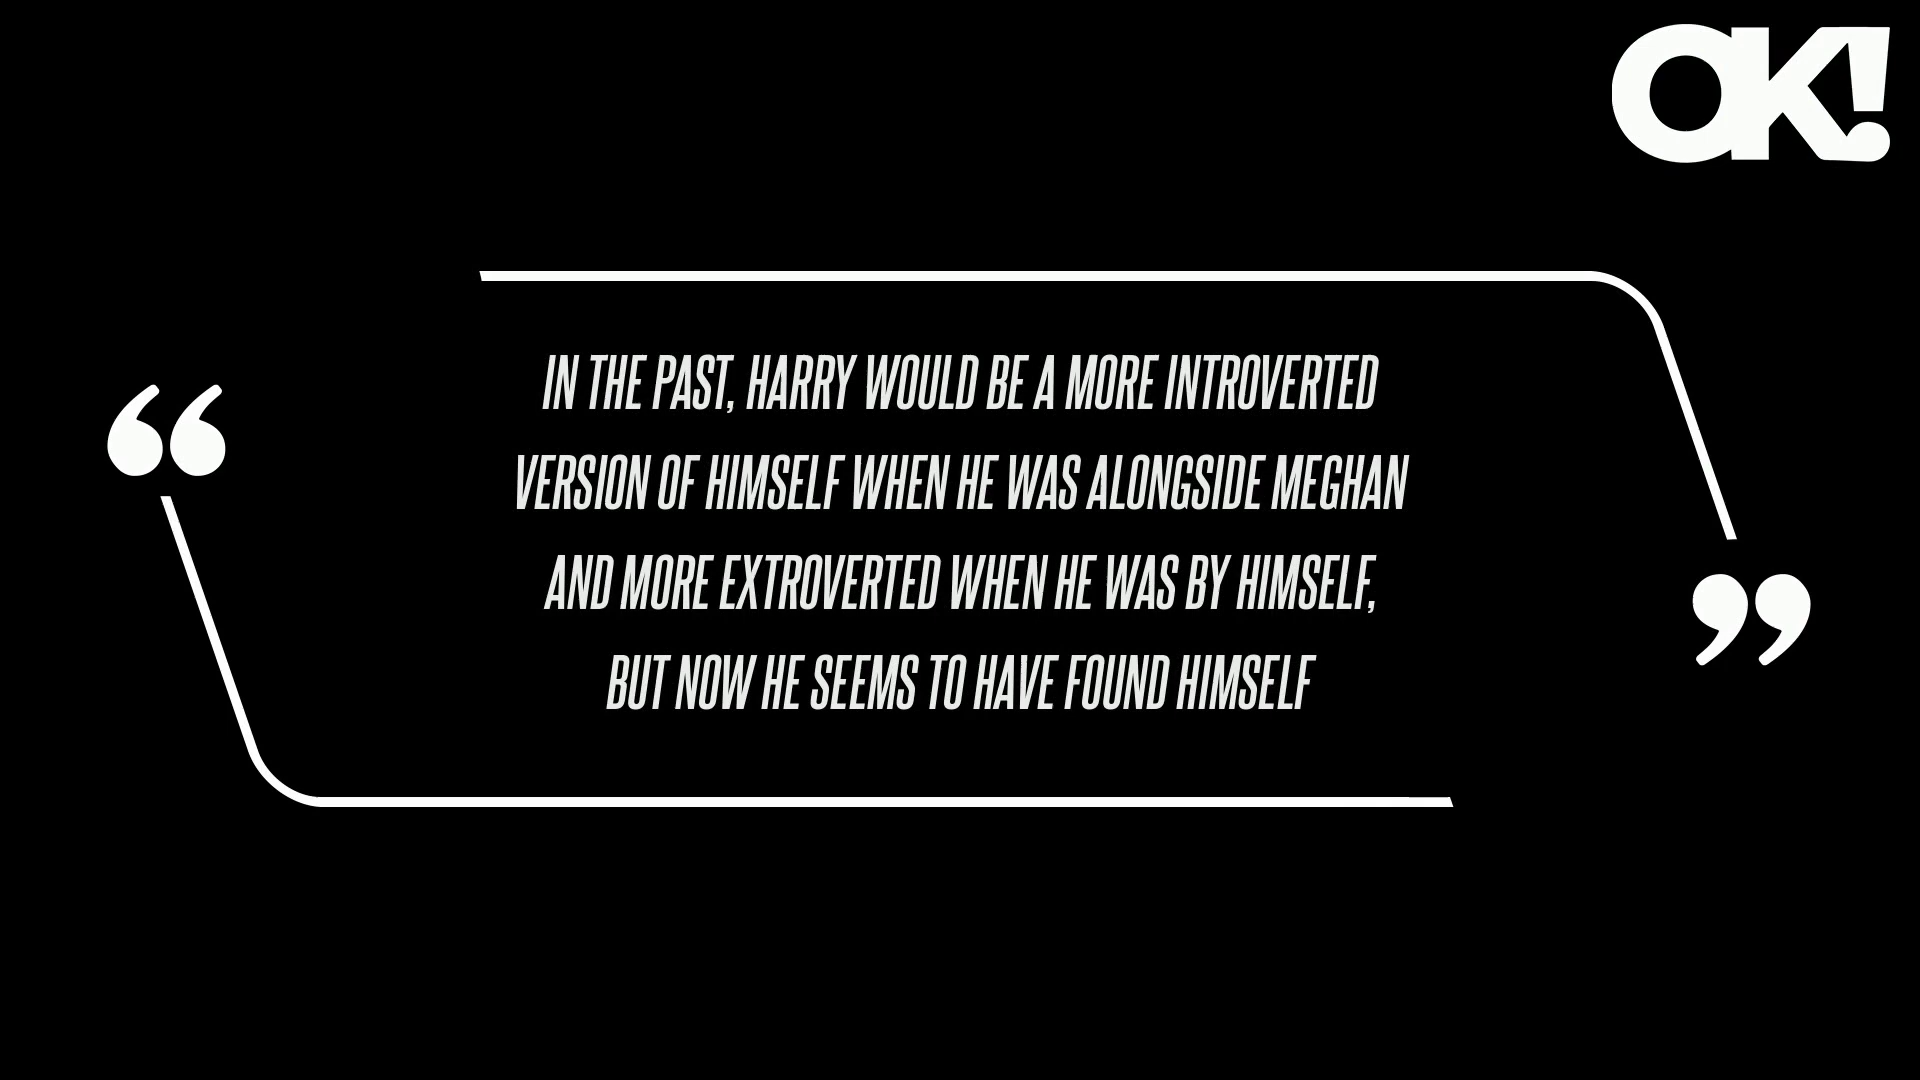 OK!
IN THE PAST, HARRY WOULD BE A MORE INTROVERTED
VERSION OF HIMSELF WHEN HE WAS ALONGSIDE MEGHAN
AND MORE EXTROVERTED WHEN HE WAS BY HIMSELF,
BUT NOW HE SEEMS TO HAVE FOUND HIMSELF